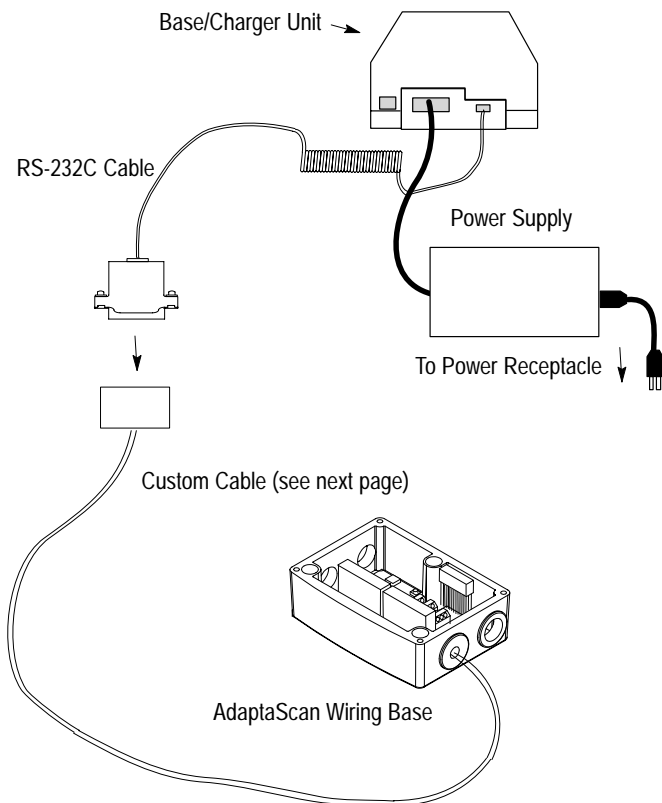 Base/Charger Unit
RS-232C Cable
Power Supply
To Power Receptacle
Custom Cable (see next page)
AdaptaScan Wiring Base